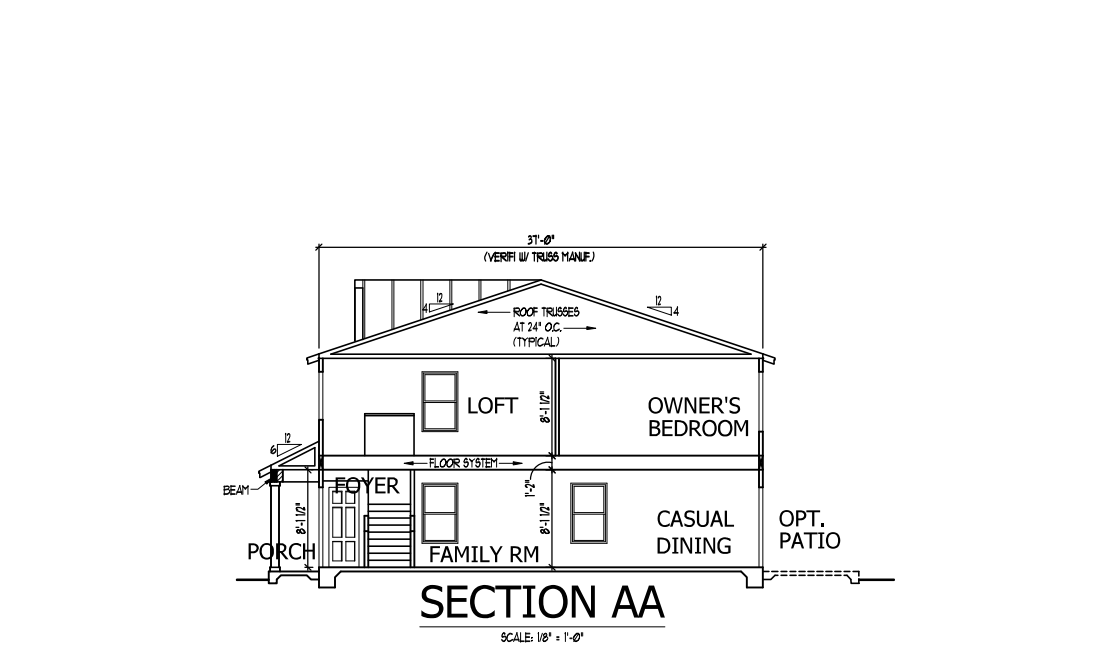 37'-0"
(VERIFI W/ TRUSS MANUF.)
12
4
12
4
ROOF TRUSSES
AT 24" O.C.
(TYPICAL)
LOFT
8'-1 1/2"
OWNER'S
BEDROOM
12
6
FLOOR SYSTEM
BEAM
FOYER
1'-2"
8'-1 1/2"
8'-1 1/2"
CASUAL
DINING
OPT.
PATIO
PORCH
FAMILY RM
SECTION AA
SCALE: 1/8" = 1'-0"